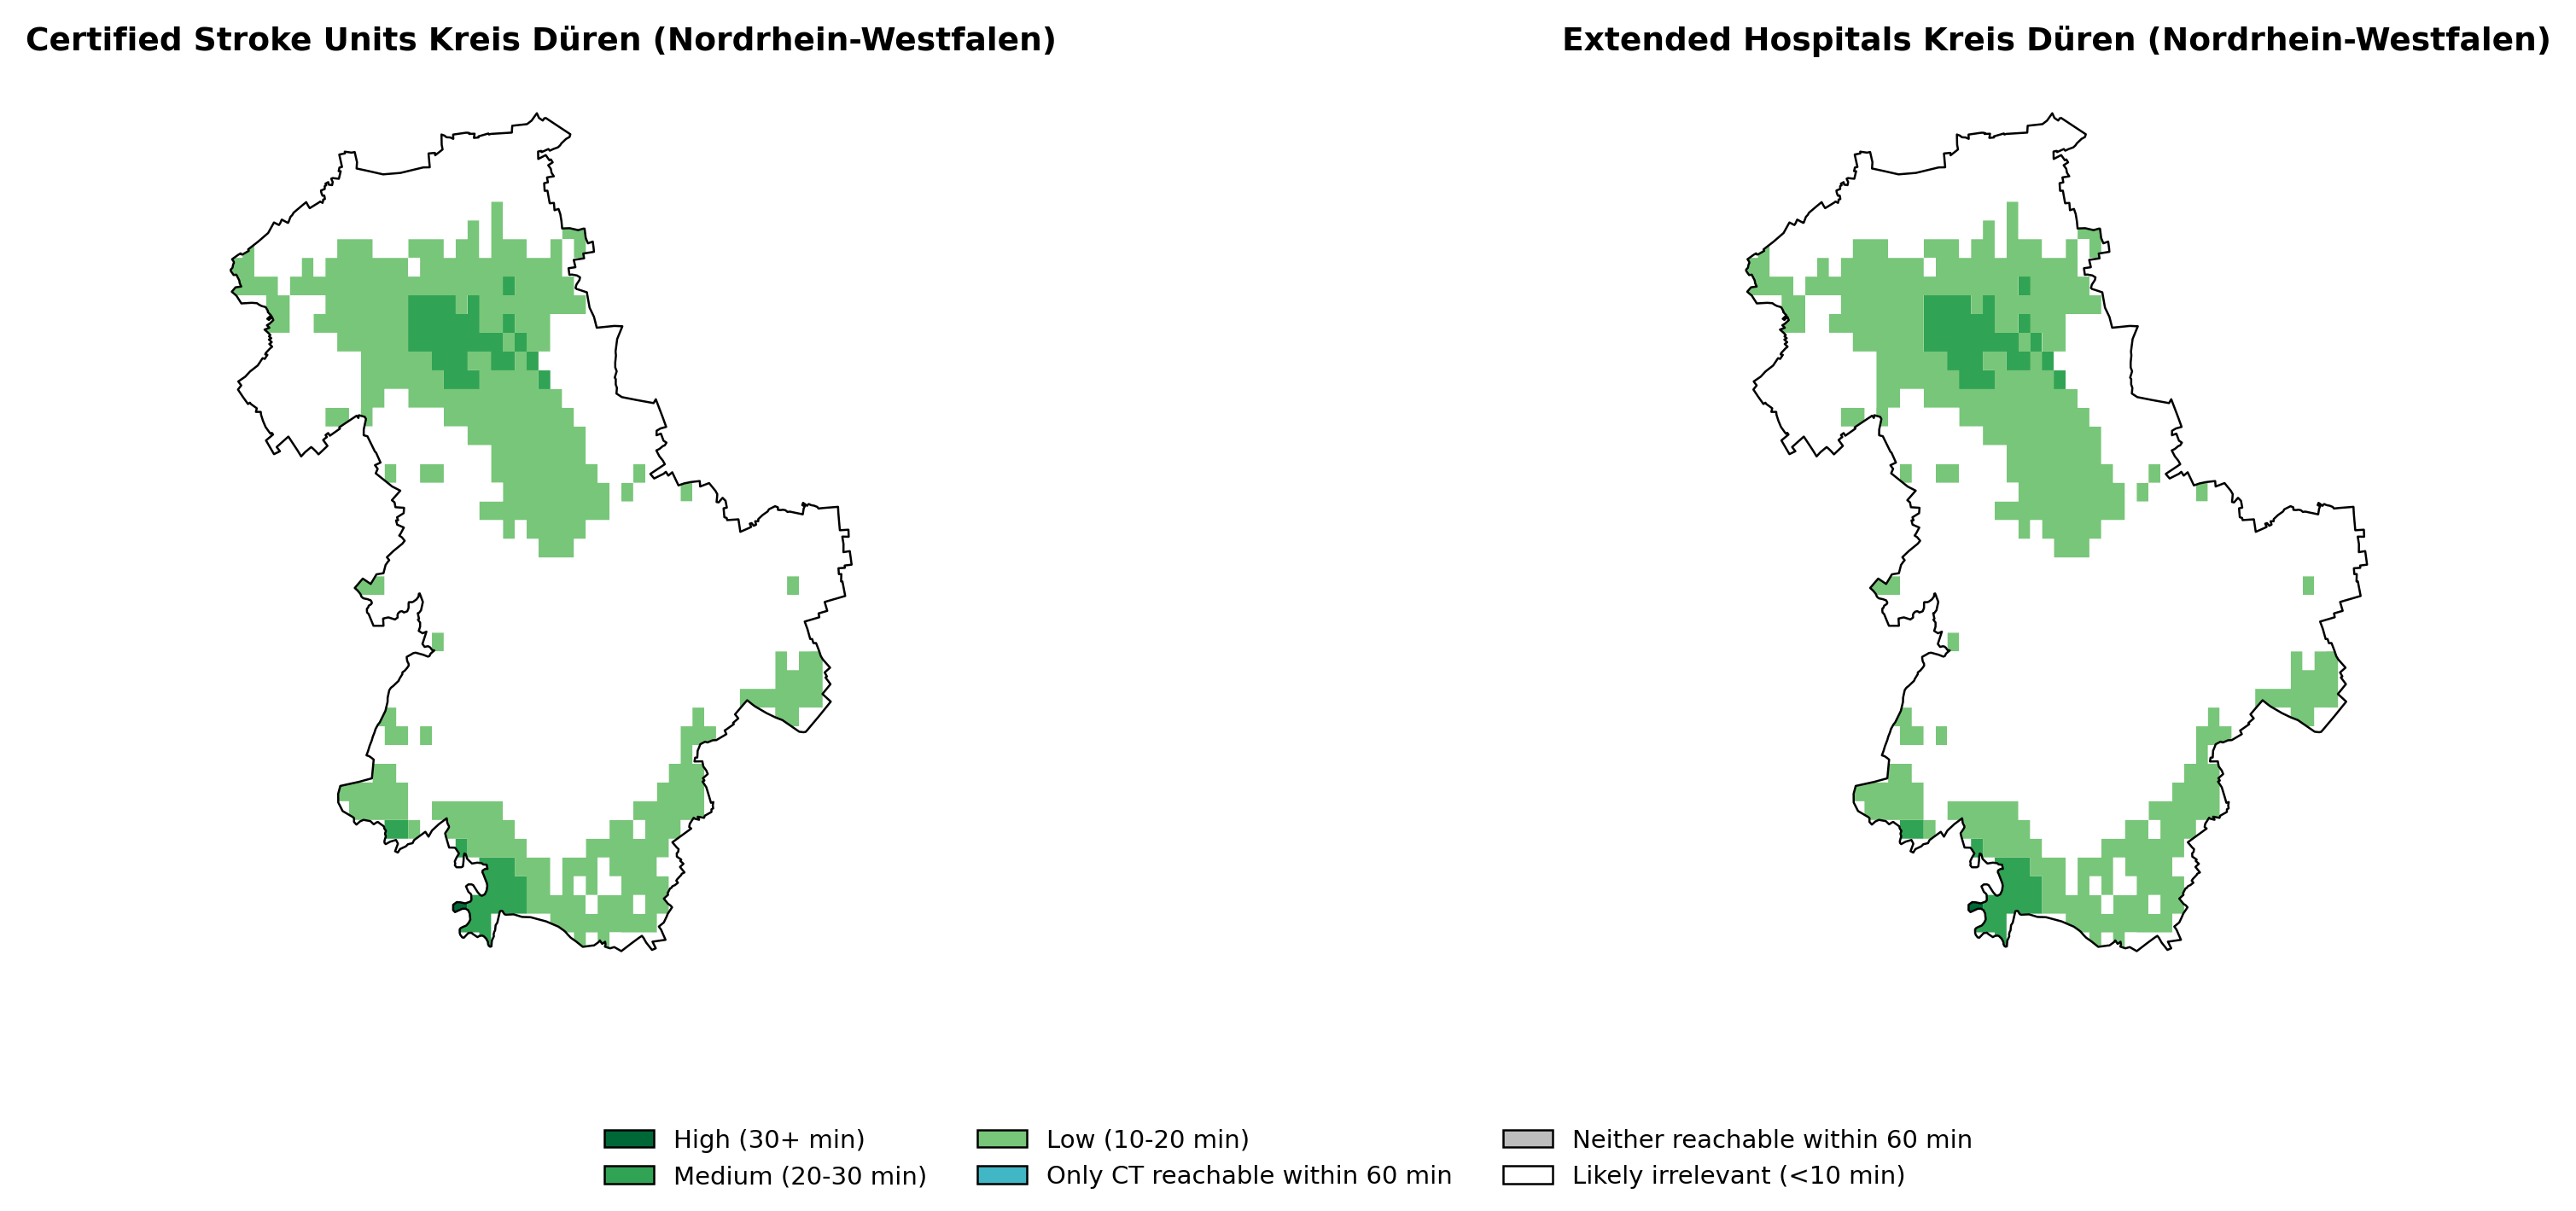 Certified Stroke Units Kreis Düren (Nordrhein-Westfalen)
Extended Hospitals Kreis Düren (Nordrhein-Westfalen)
High (30+ min)
Medium (20-30 min)
Low (10-20 min)
Only CT reachable within 60 min
Neither reachable within 60 min
Likely irrelevant (<10 min)